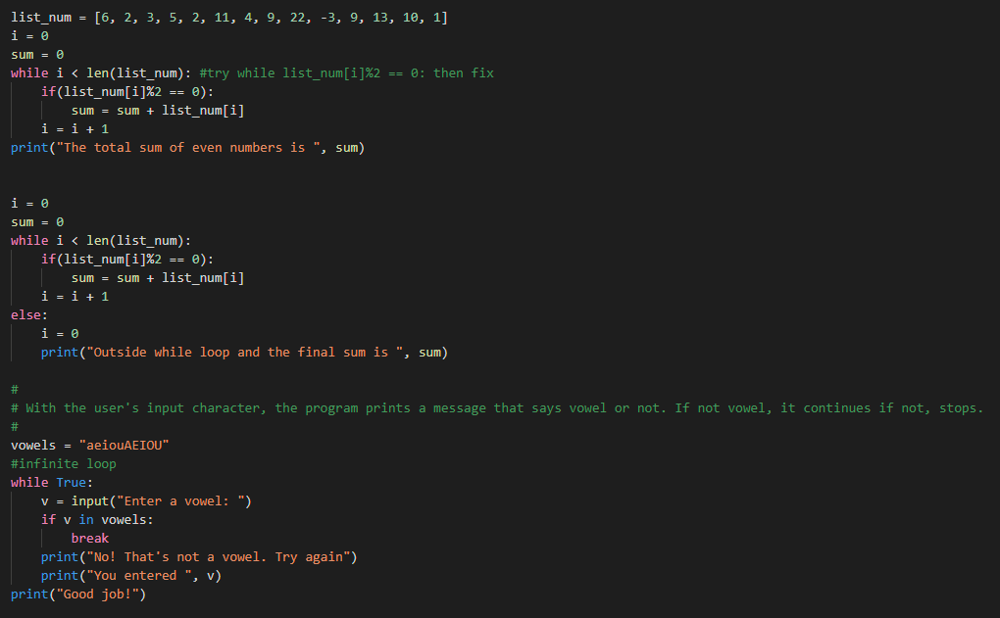 list_num = [6, 2, 3, 5, 2, 11, 4, 9, 22, -3, 9, 13, 10, 1]
i = 0
sum = 0
while i < len(list_num): #try while list_num[i]%2 == 0: then fix
    if(list_num[i]%2 == 0):
        sum = sum + list_num[i]
    i = i + 1
print("The total sum of even numbers is ", sum)
i = 0
sum = 0
while i < len(list_num):
    if(list_num[i]%2 == 0):
        sum = sum + list_num[i]
    i = i + 1
else:
    i = 0
    print("Outside while loop and the final sum is ", sum)
#
# With the user's input character, the program prints a message that says vowel or not. If not vowel, it continues if not, stops.
#
vowels = "aeiouAEIOU"
#infinite loop
while True:
    v = input("Enter a vowel: ")
    if v in vowels:
        break
    print("No! That's not a vowel. Try again")
    print("You entered ", v)
print("Good job!")